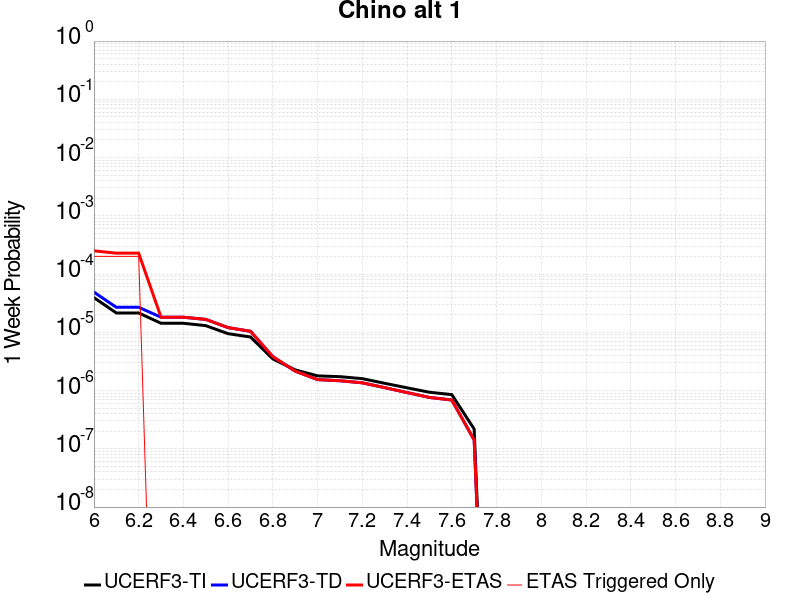 Chino alt 1
10 0
10 -1
10 -2
10 -3
10 -4
10 -5
10 -6
10 -7
10 -8
1 Week Probability
6 6.2 6.4 6.6 6.8 7 7.2 7.4 7.6 7.8 8 8.2 8.4 8.6 8.8 9
Magnitude
UCERF3-TI UCERF3-TD UCERF3-ETAS ETAS Triggered Only